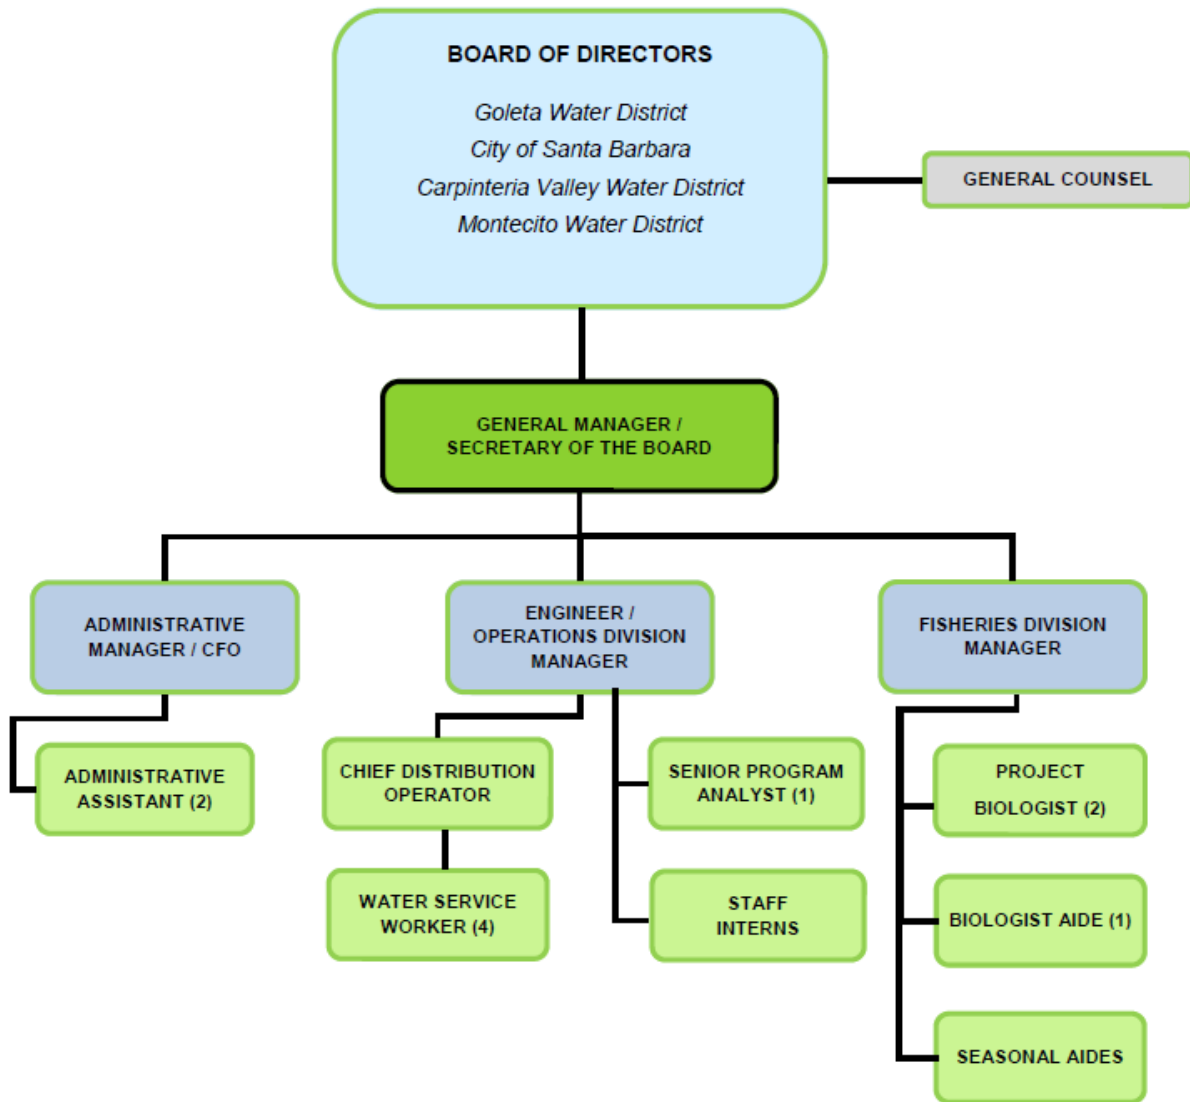 BOARD OF DIRECTORS
Goleta Water District
City of Santa Barbara
Carpinteria Valley Water District
Montecito Water District
GENERAL COUNSEL
GENERAL MANAGER /
SECRETARY OF THE BOARD
ADMINISTRATIVE
MANAGER / CFO
ENGINEER /
OPERATIONS DIVISION
MANAGER
FISHERIES DIVISION
MANAGER
ADMINISTRATIVE
ASSISTANT (2)
CHIEF DISTRIBUTION
OPERATOR
SENIOR PROGRAM
ANALYST (1)
PROJECT
BIOLOGIST (2)
WATER SERVICE
WORKER (4)
STAFF
INTERNS
BIOLOGIST AIDE (1)
SEASONAL AIDES